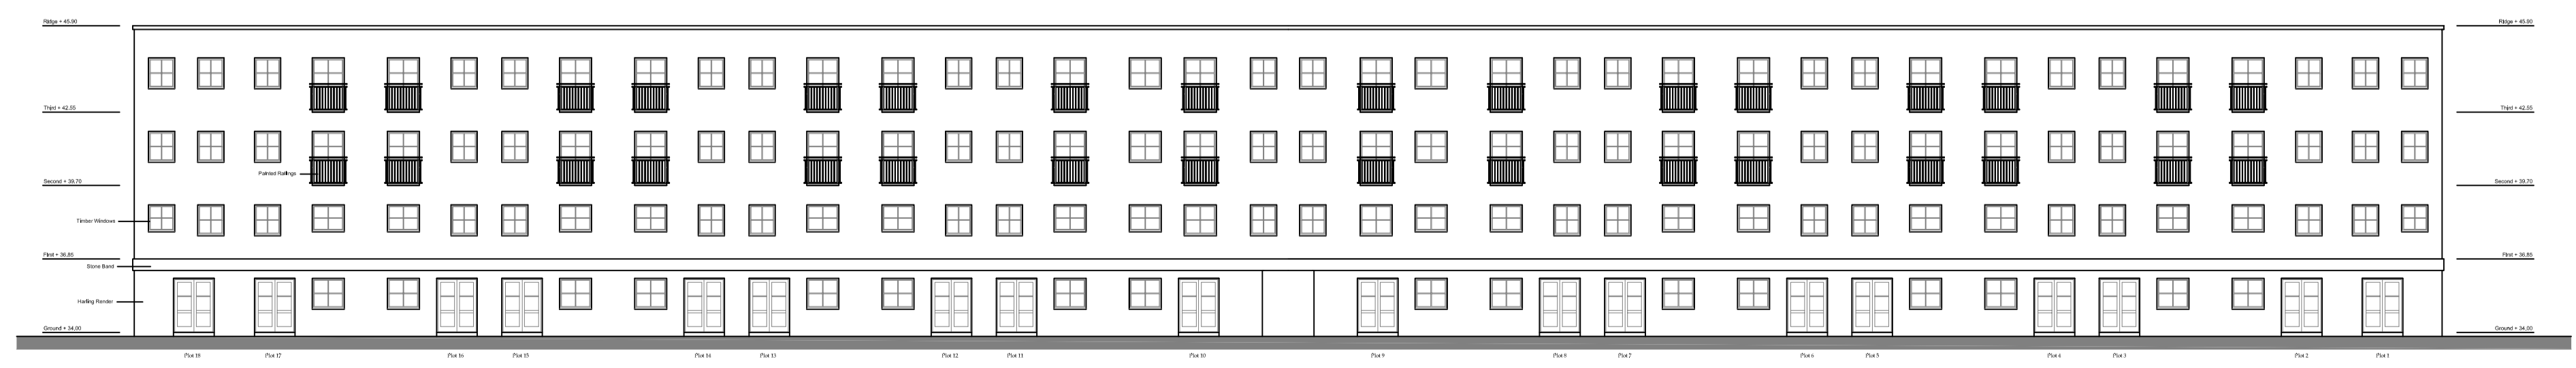 Ridge + 45.90
Ridge + 45.90
Third + 42.55
Third + 42.55
Painted Railings
Second + 39.70
Second + 39.70
Timber Windows
First + 36.85
First + 36.85
Stone Band
Harling Render
Ground + 34.00
Ground + 34.00
Plot 18
Plot 17
Plot 16
Plot 15
Plot 14
Plot 13
Plot 12
Plot 11
Plot 10
Plot 9
Plot 8
Plot 7
Plot 6
Plot 5
Plot 4
Plot 3
Plot 2
Plot 1